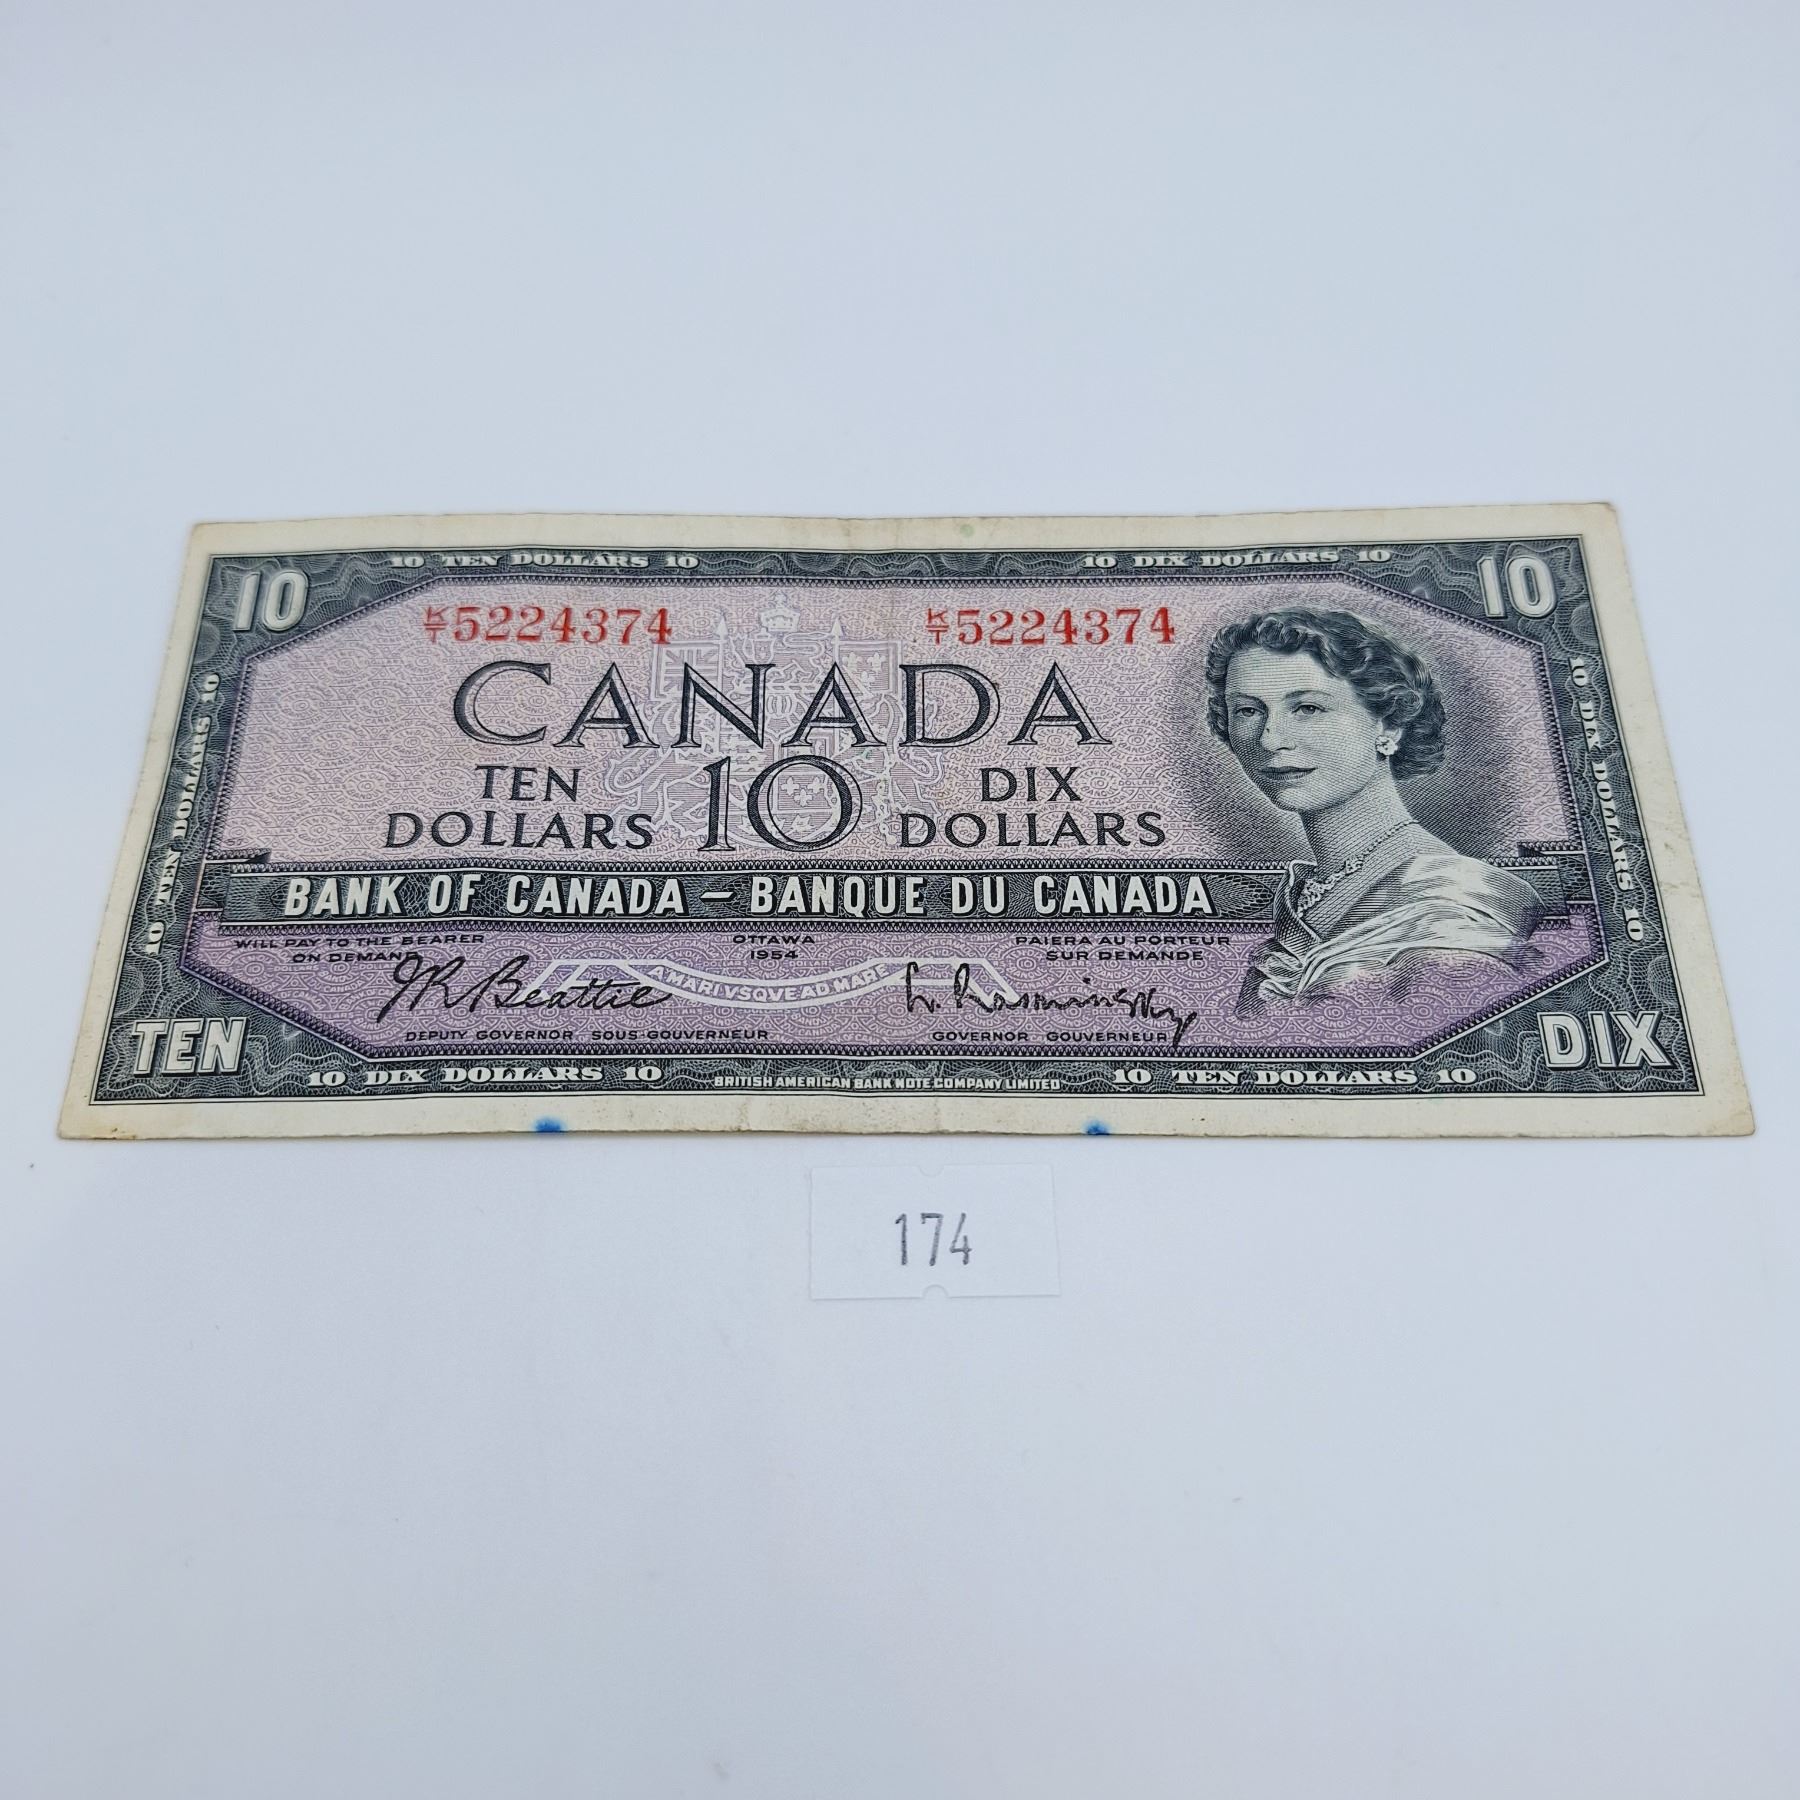 10 TEN DOLLARS 10
10 DIX DOLLARS 10
10
10
K/T 5224374
K/T 5224374
CANADA
TEN DOLLARS
10
DIX DOLLARS
10 TEN DOLLARS 10
10 DIX DOLLARS 10
BANK OF CANADA – BANQUE DU CANADA
WILL PAY TO THE BEARER
ON DEMAND
OTTAWA
1954
PAIERA AU PORTEUR
SUR DEMANDE
A MARI VSQVE AD MARE
J R Beattie
L. Rasminsky
DEPUTY GOVERNOR SOUS-GOUVERNEUR
GOVERNOR GOUVERNEUR
TEN
DIX
10 DIX DOLLARS 10
BRITISH AMERICAN BANK NOTE COMPANY LIMITED
10 TEN DOLLARS 10
174